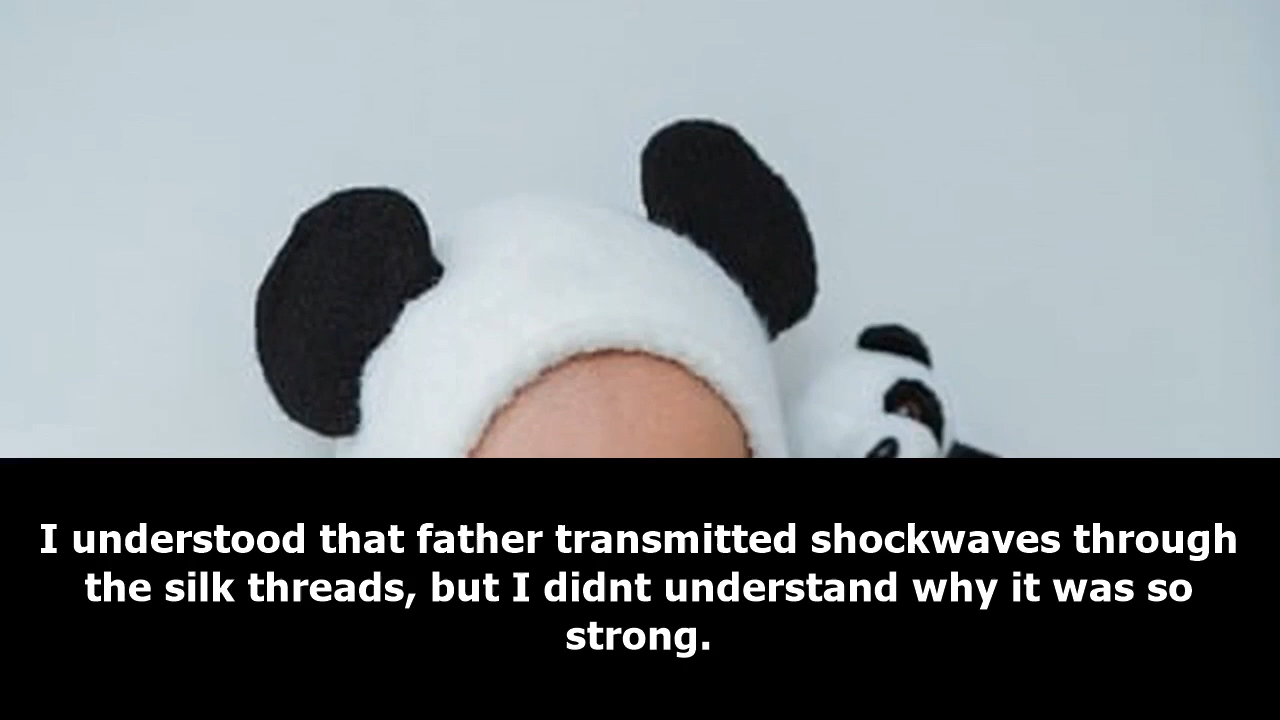 I understood that father transmitted shockwaves through
the silk threads, but I didnt understand why it was so
strong.